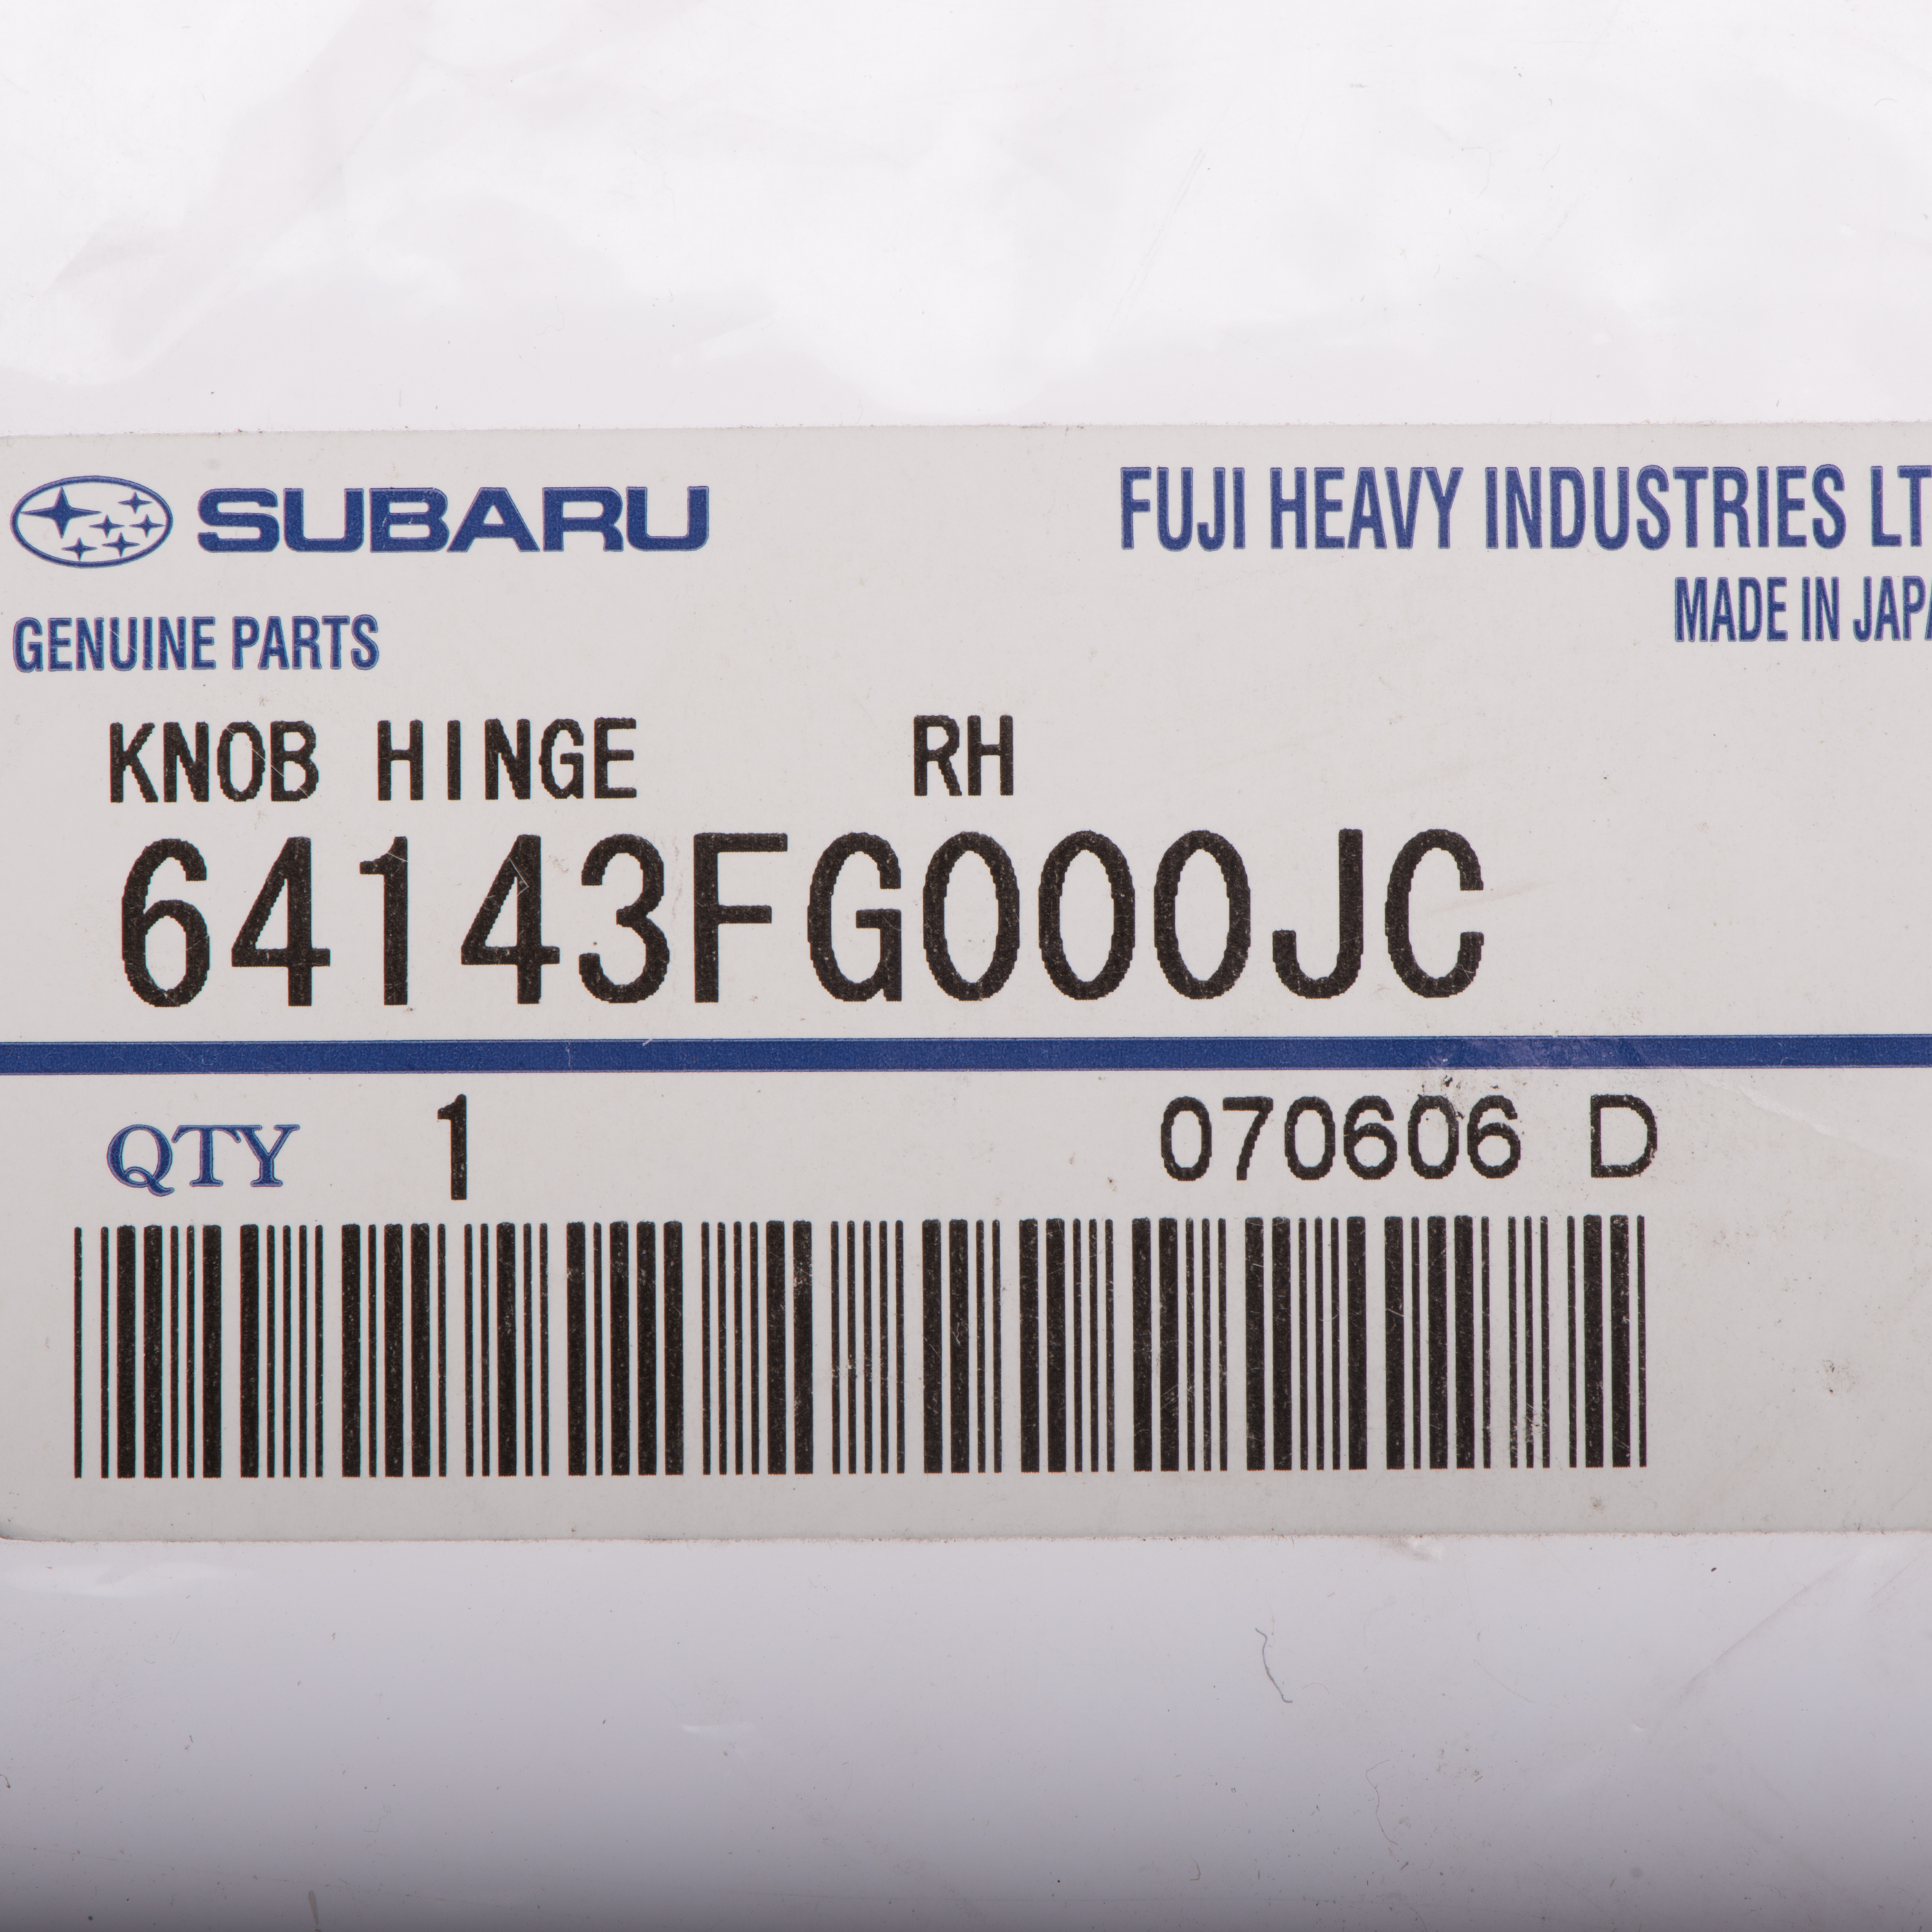 SUBARU
FUJI HEAVY INDUSTRIES LT
MADE IN JAPA
GENUINE PARTS
KNOB HINGE RH
64143FG000JC
QTY 1 070606 D